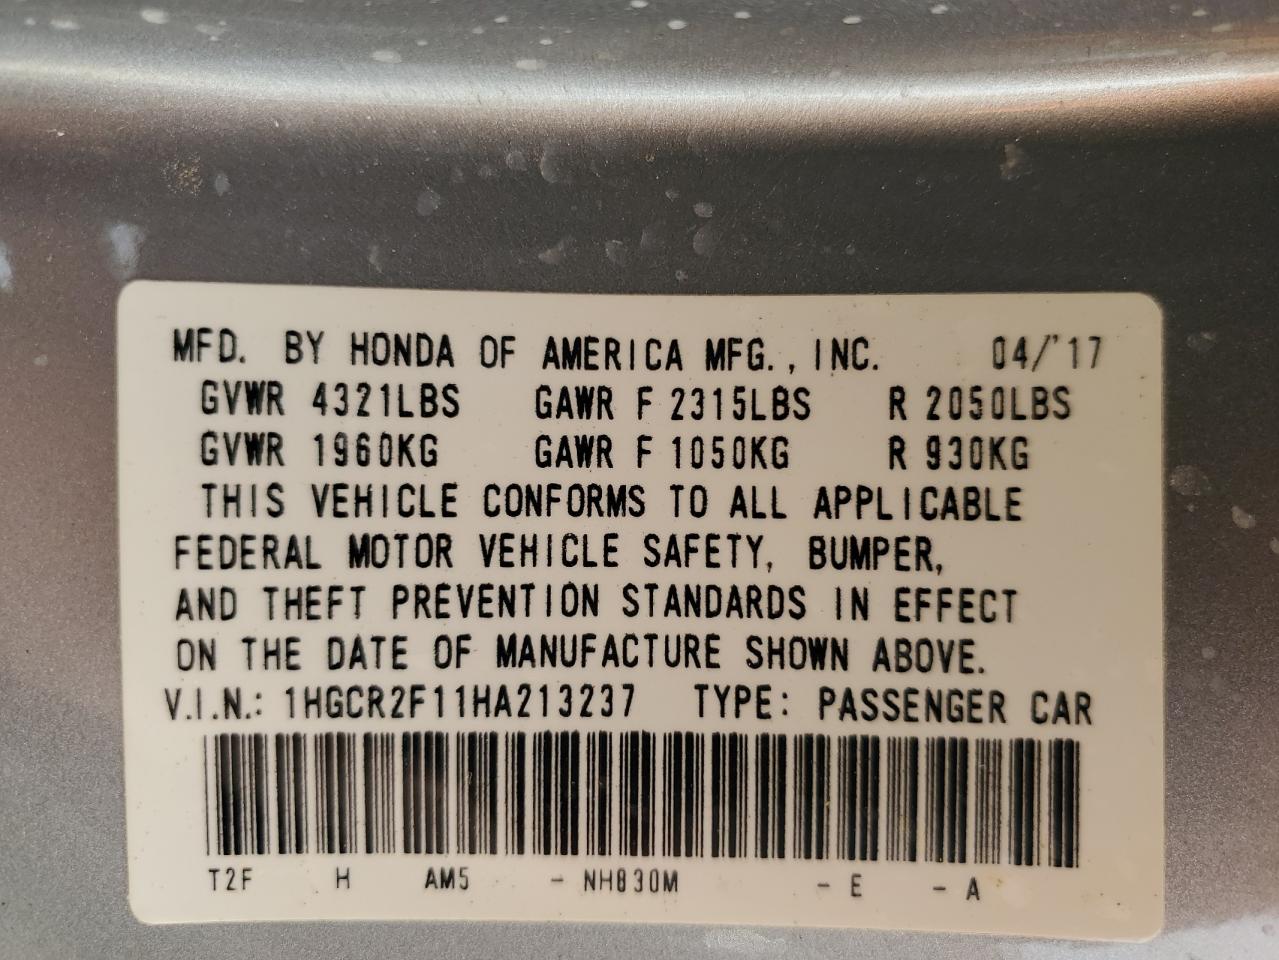 MFD. BY HONDA OF AMERICA MFG., INC. 04/'17
GVWR 4321LBS GAWR F 2315LBS R 2050LBS
GVWR 1960KG GAWR F 1050KG R 930KG
THIS VEHICLE CONFORMS TO ALL APPLICABLE
FEDERAL MOTOR VEHICLE SAFETY, BUMPER,
AND THEFT PREVENTION STANDARDS IN EFFECT
ON THE DATE OF MANUFACTURE SHOWN ABOVE.
V.I.N.: 1HGCR2F11HA213237 TYPE: PASSENGER CAR
T2F H AM5 - NH830M - E - A